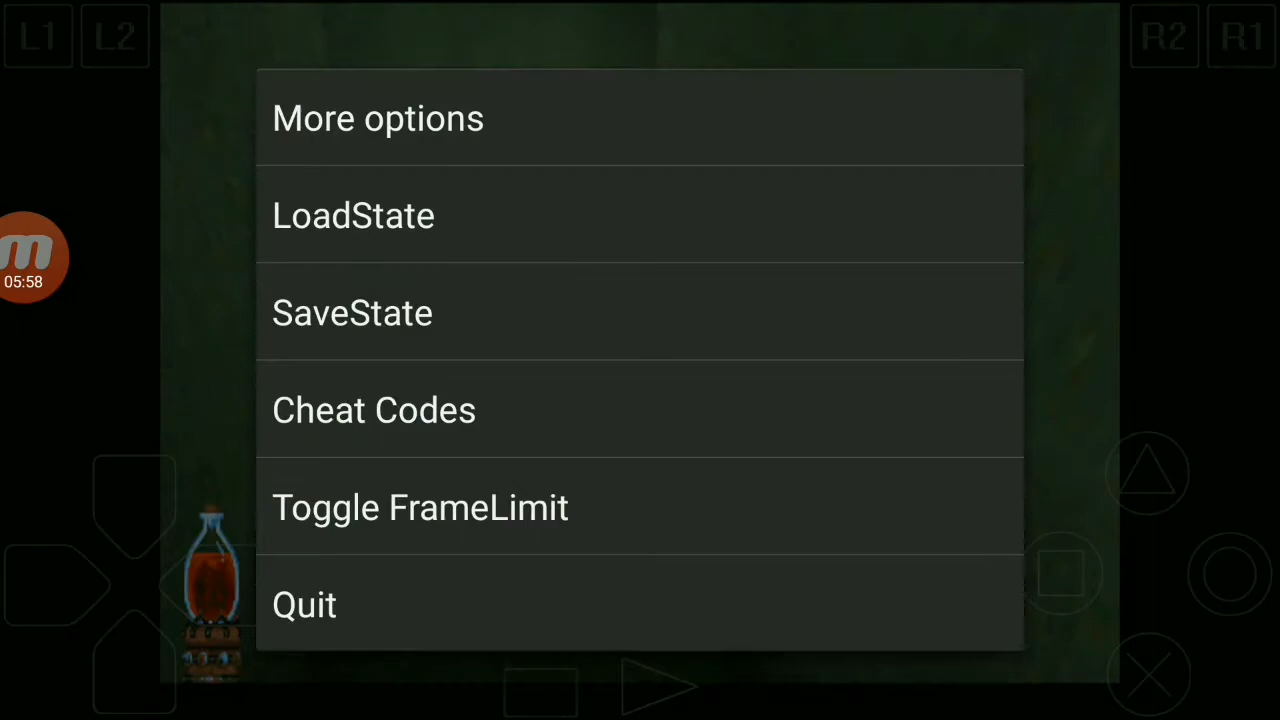 L1 L2 R2 R1
More options
LoadState
m
05:58
SaveState
Cheat Codes
Toggle FrameLimit
Quit